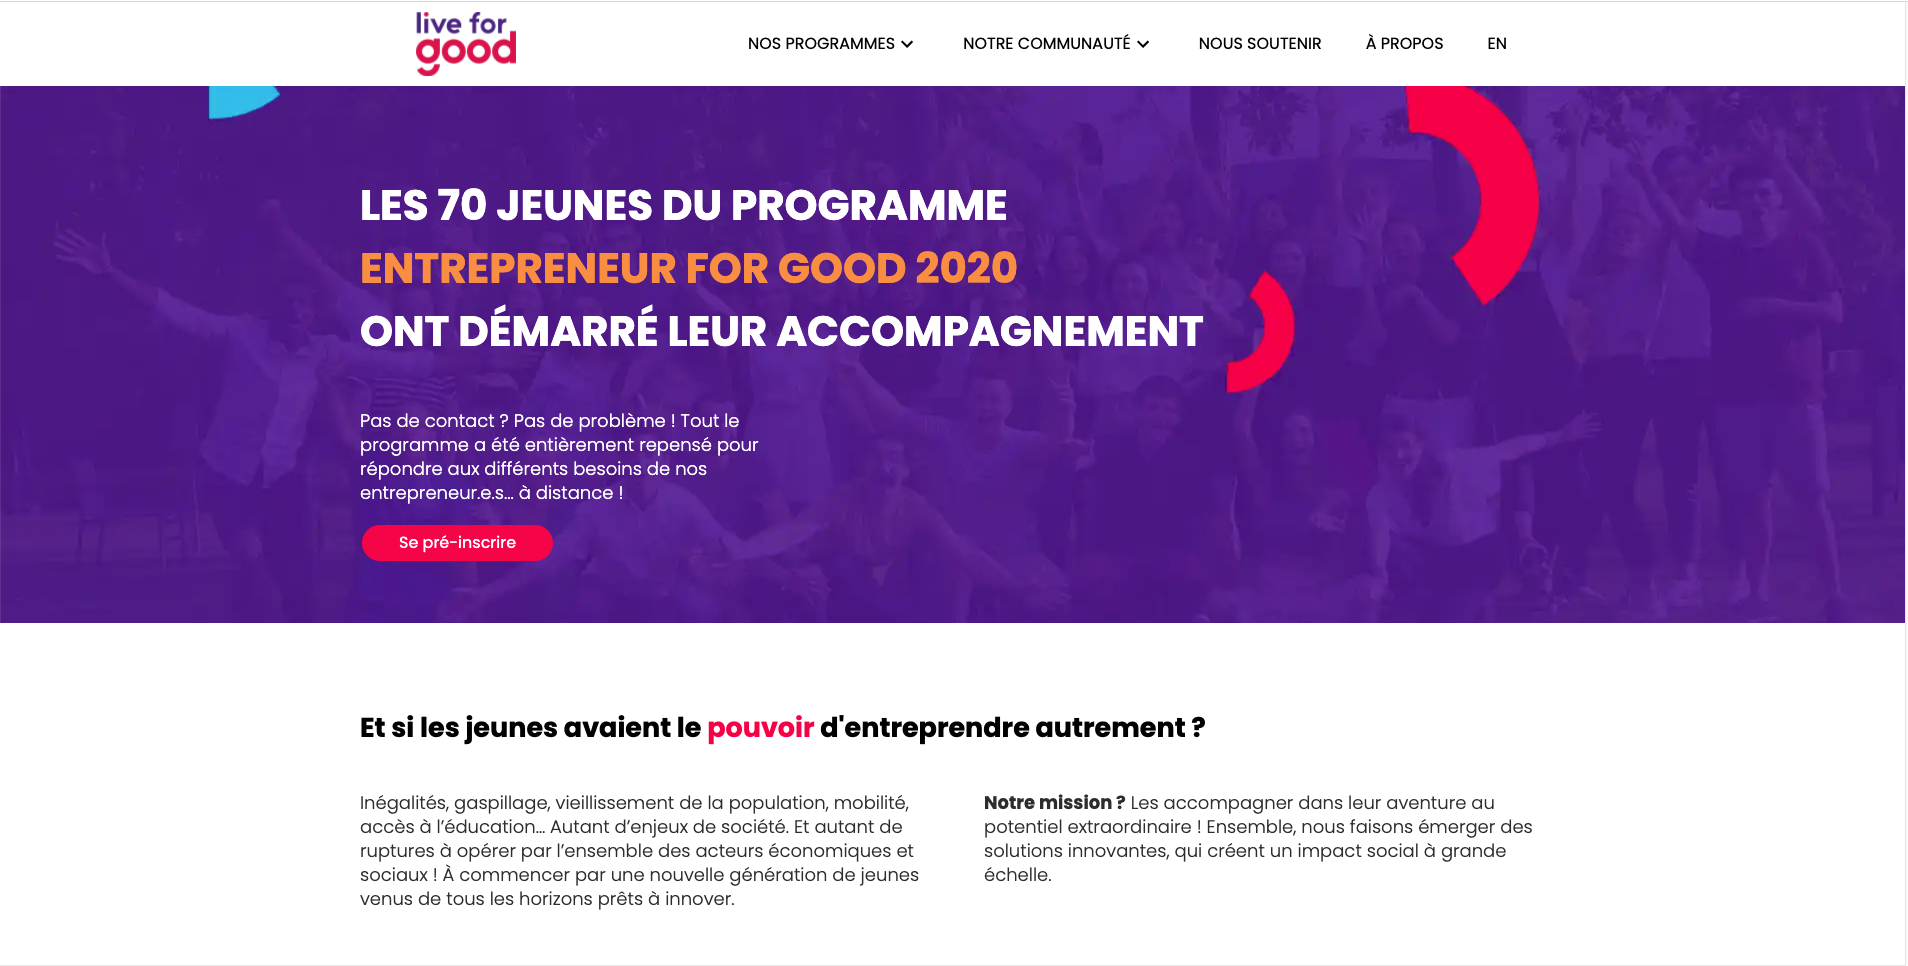 live for
good
NOS PROGRAMMES
NOTRE COMMUNAUTÉ
NOUS SOUTENIR
À PROPOS
EN
LES 70 JEUNES DU PROGRAMME
ENTREPRENEUR FOR GOOD 2020
ONT DÉMARRÉ LEUR ACCOMPAGNEMENT
Pas de contact ? Pas de problème ! Tout le
programme a été entièrement repensé pour
répondre aux différents besoins de nos
entrepreneur.e.s... à distance !
Se pré-inscrire
Et si les jeunes avaient le pouvoir d'entreprendre autrement ?
Inégalités, gaspillage, vieillissement de la population, mobilité,
accès à l’éducation... Autant d’enjeux de société. Et autant de
ruptures à opérer par l’ensemble des acteurs économiques et
sociaux ! À commencer par une nouvelle génération de jeunes
venus de tous les horizons prêts à innover.
Notre mission ? Les accompagner dans leur aventure au
potentiel extraordinaire ! Ensemble, nous faisons émerger des
solutions innovantes, qui créent un impact social à grande
échelle.